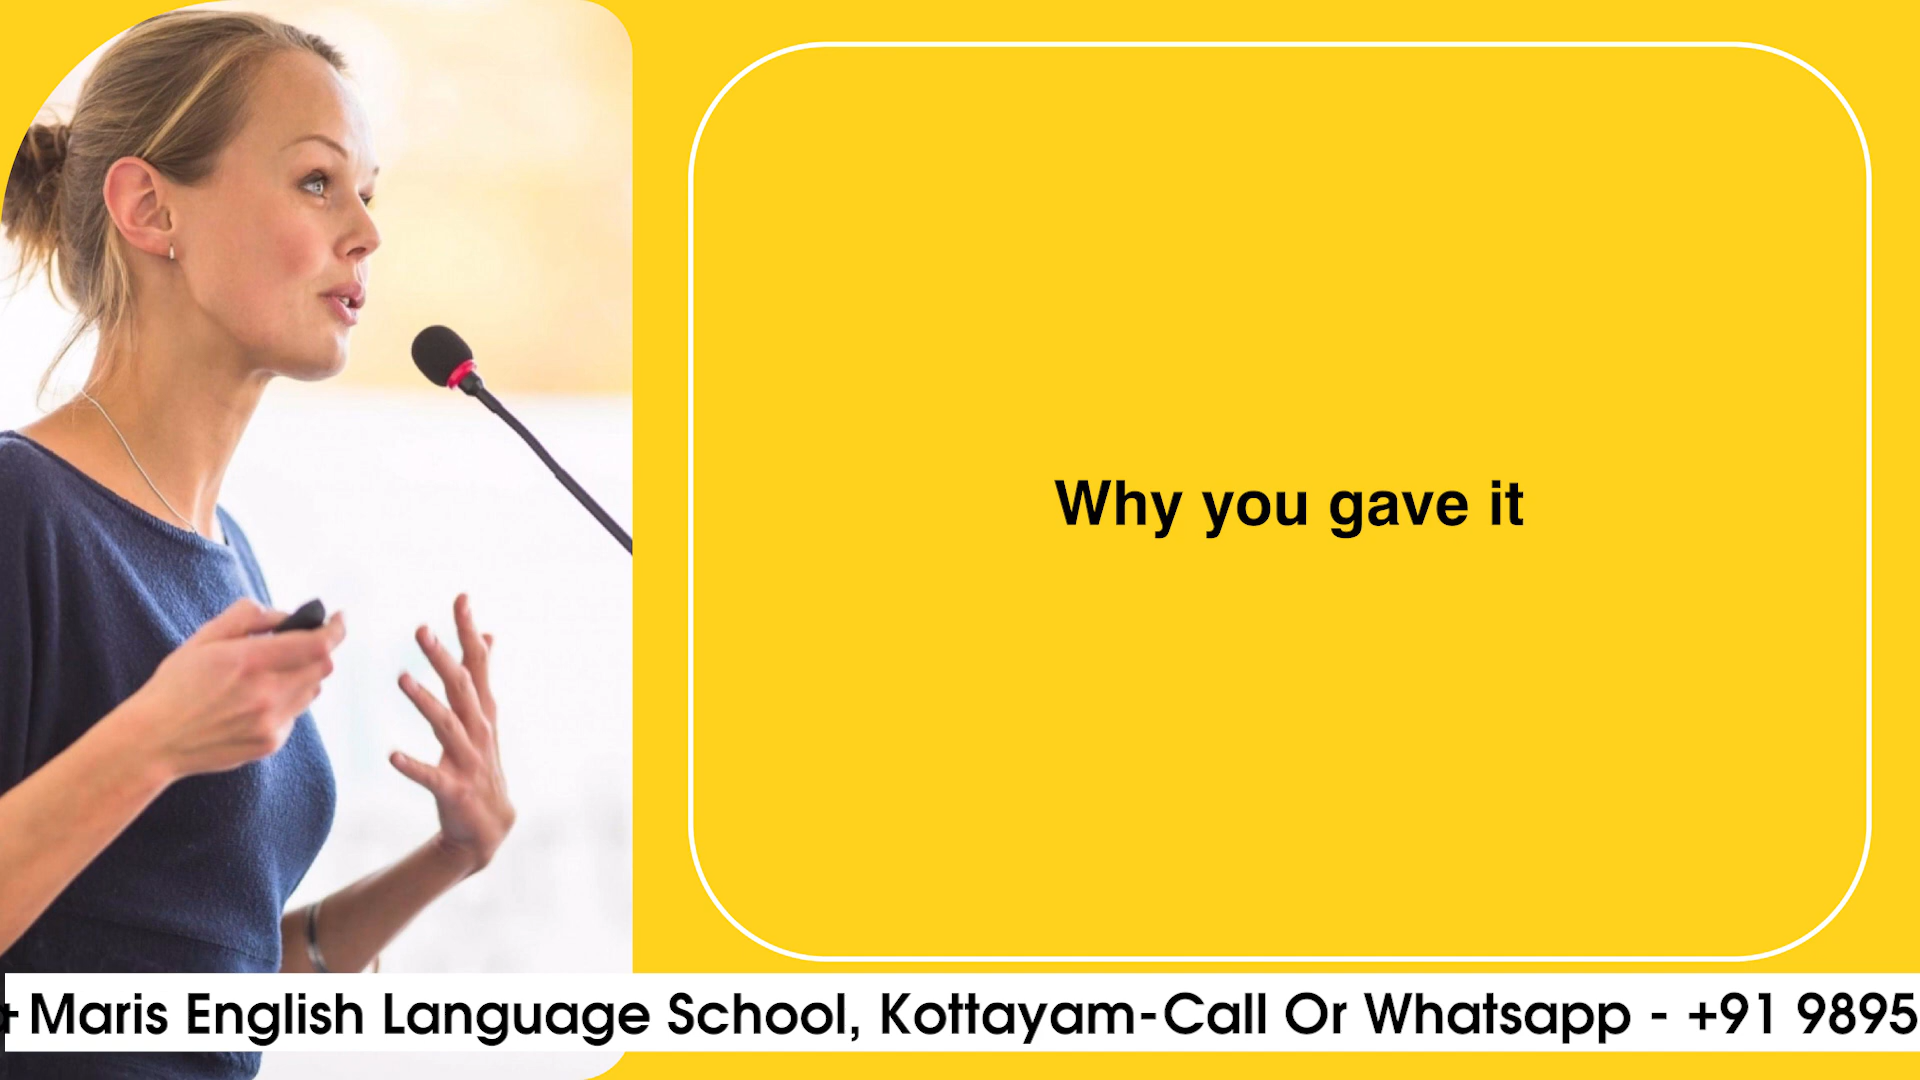 Why you gave it
Maris English Language School, Kottayam-Call Or Whatsapp - +91 9895